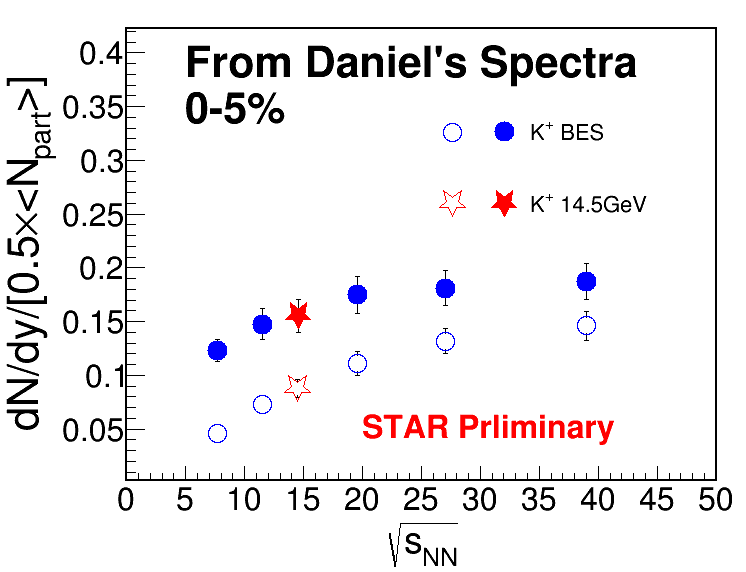 From Daniel's Spectra
0-5%
K+ BES
K+ 14.5GeV
STAR Prliminary
dN/dy/[0.5×<Npart>]
0.4
0.35
0.3
0.25
0.2
0.15
0.1
0.05
0 5 10 15 20 25 30 35 40 45 50
√sNN